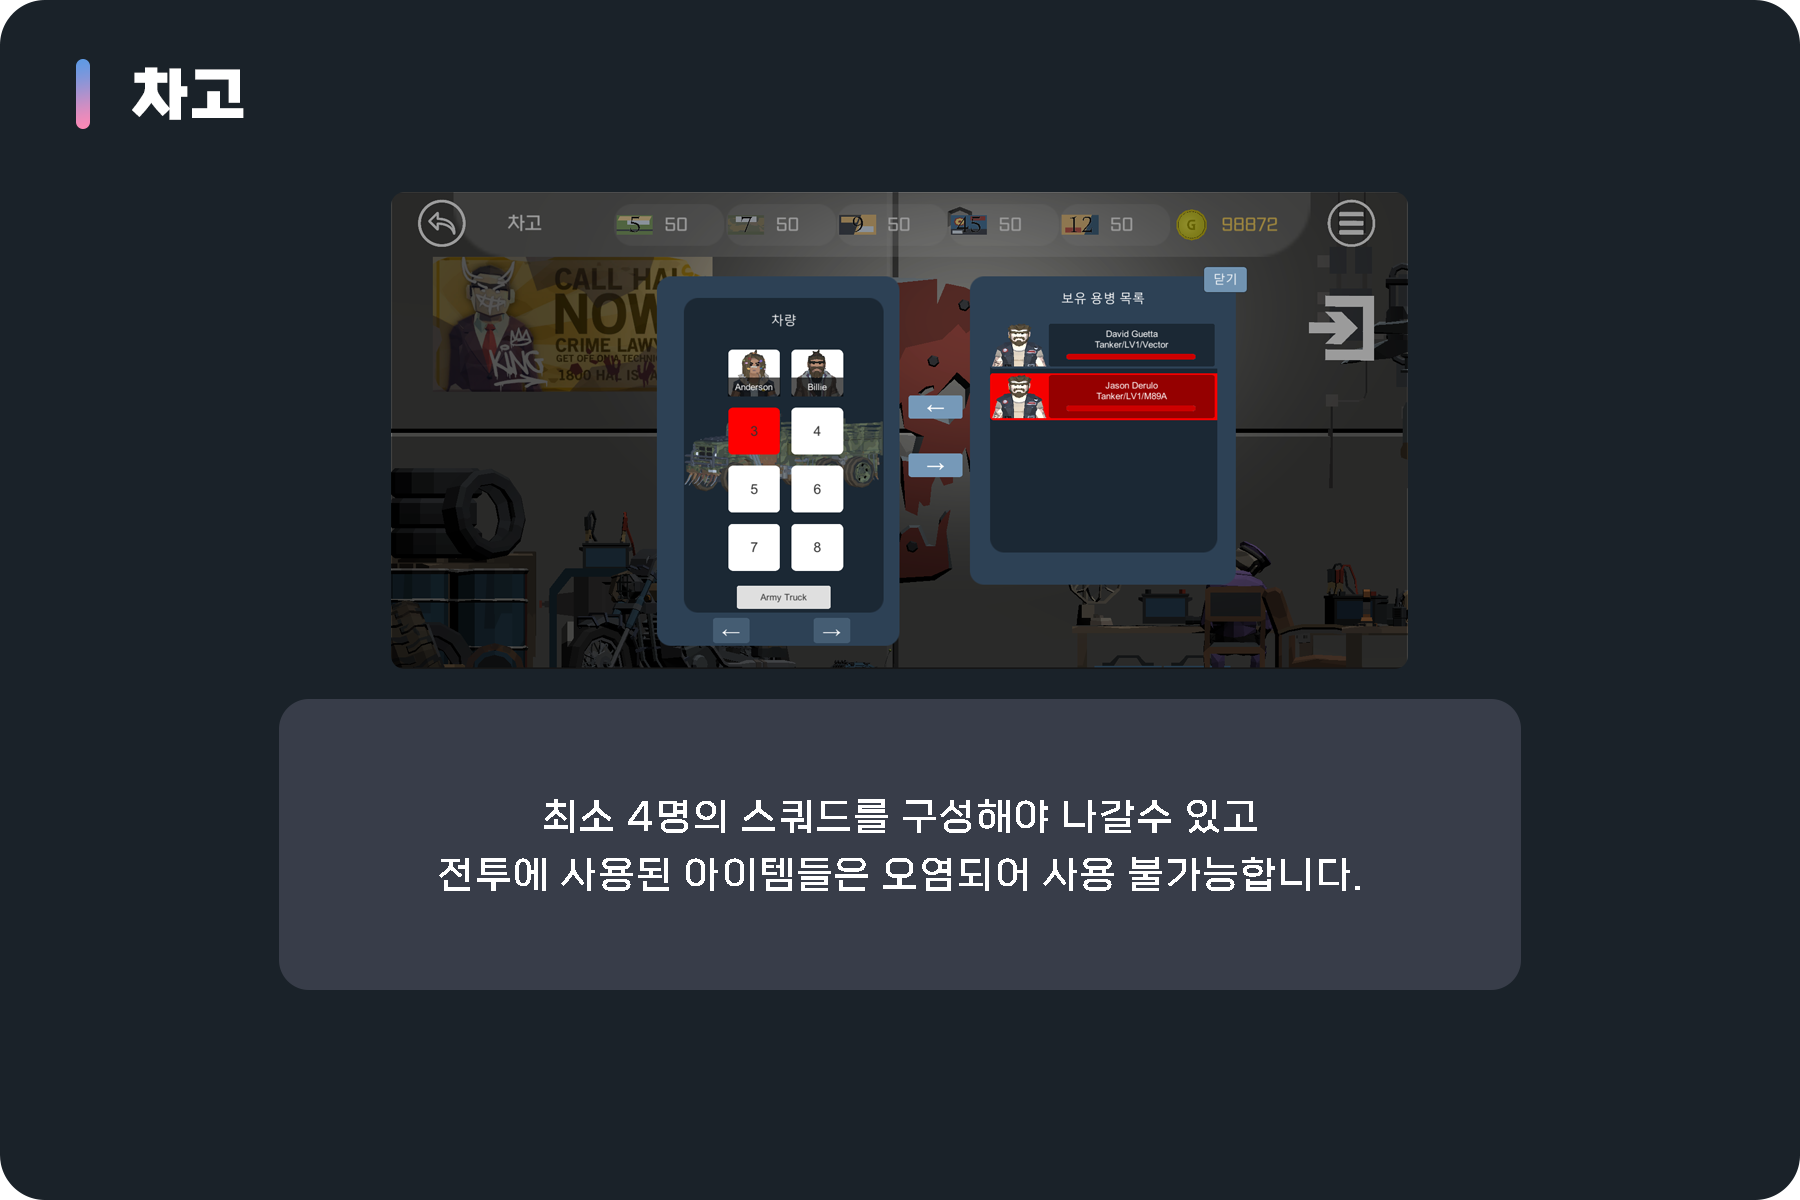 차고
차고
5 50
7 50
9 50
45 50
12 50
G 98872
CALL HAL
NOW
CRIME LAWY
GET OFF ON A TECHNIC
1800 HAL IS
KING
닫기
차량
Anderson
Billie
3
4
5
6
7
8
Army Truck
← →
←
→
보유 용병 목록
David Guetta
Tanker/LV1/Vector
Jason Derulo
Tanker/LV1/M89A
최소 4명의 스쿼드를 구성해야 나갈수 있고
전투에 사용된 아이템들은 오염되어 사용 불가능합니다.